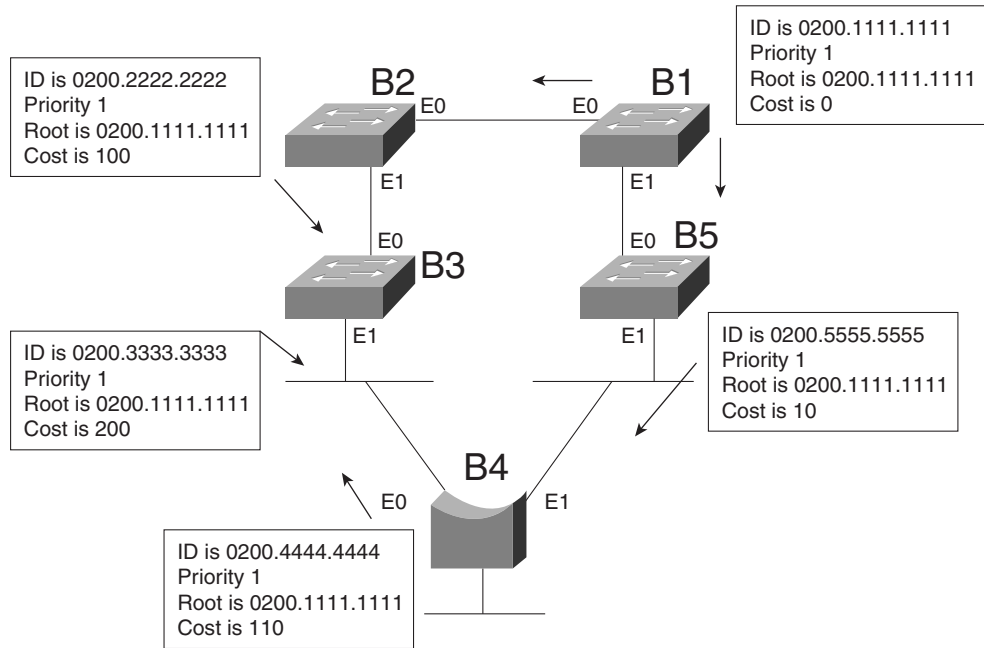 ID is 0200.1111.1111
Priority 1
Root is 0200.1111.1111
Cost is 0
ID is 0200.2222.2222
Priority 1
Root is 0200.1111.1111
Cost is 100
B2
B1
E0
E0
E1
E1
E0
E0
B3
B5
E1
E1
ID is 0200.3333.3333
Priority 1
Root is 0200.1111.1111
Cost is 200
ID is 0200.5555.5555
Priority 1
Root is 0200.1111.1111
Cost is 10
B4
E0
E1
ID is 0200.4444.4444
Priority 1
Root is 0200.1111.1111
Cost is 110